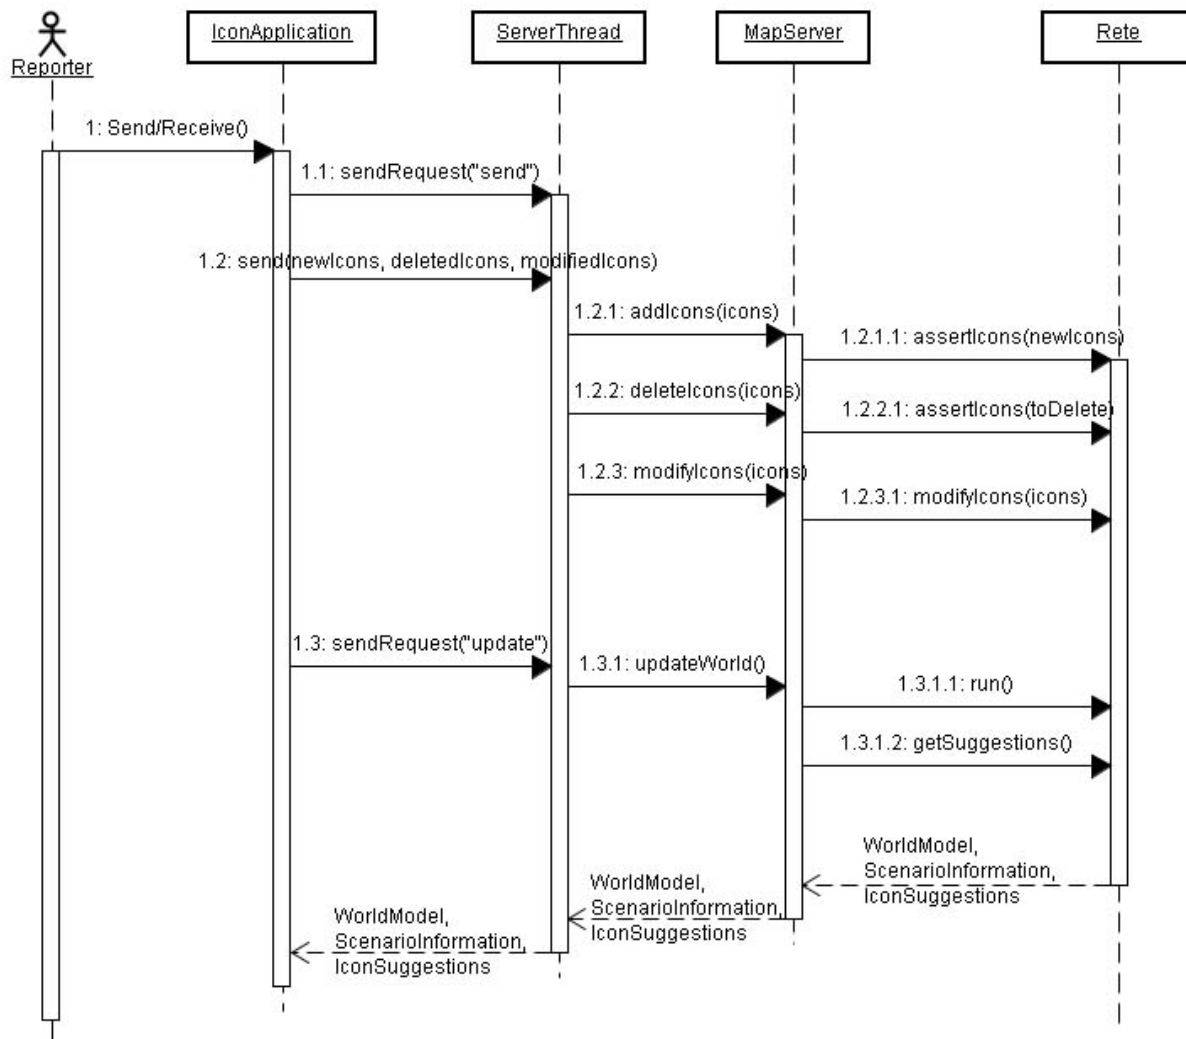 Reporter
IconApplication
ServerThread
MapServer
Rete
1: Send/Receive()
1.1: sendRequest("send")
1.2: send(newIcons, deletedIcons, modifiedIcons)
1.2.1: addIcons(icons)
1.2.1.1: assertIcons(newIcons)
1.2.2: deleteIcons(icons)
1.2.2.1: assertIcons(toDelete)
1.2.3: modifyIcons(icons)
1.2.3.1: modifyIcons(icons)
1.3: sendRequest("update")
1.3.1: updateWorld()
1.3.1.1: run()
1.3.1.2: getSuggestions()
WorldModel,
ScenarioInformation,
IconSuggestions
WorldModel,
ScenarioInformation,
IconSuggestions
WorldModel,
ScenarioInformation,
IconSuggestions